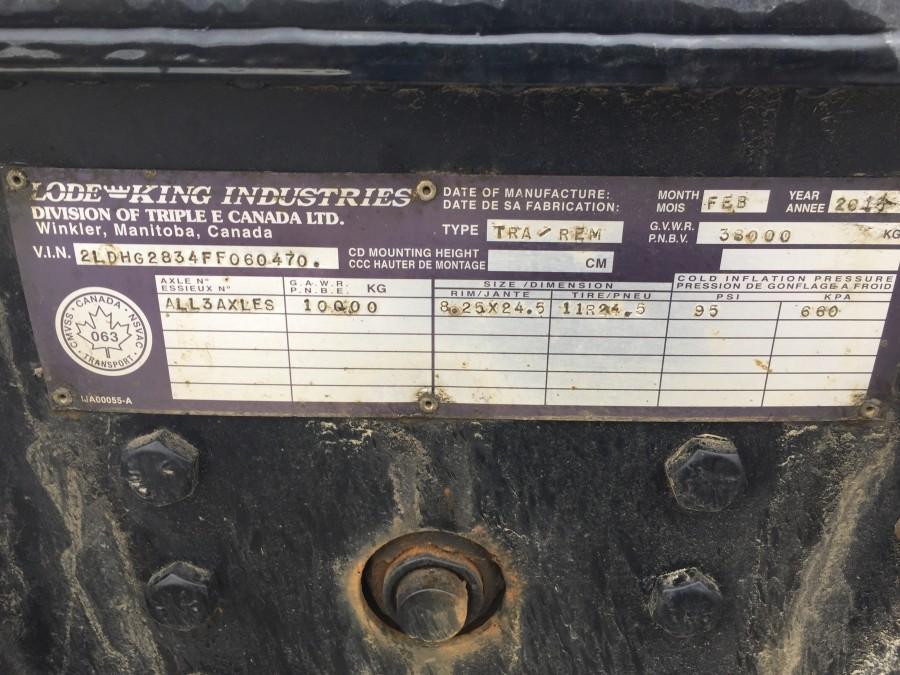 LODE KING INDUSTRIES
DIVISION OF TRIPLE E CANADA LTD.
Winkler, Manitoba, Canada
DATE OF MANUFACTURE:
DATE DE SA FABRICATION:
MONTH
MOIS
FEB
YEAR
ANNEE
TYPE TRA/REM
G.V.W.R.
P.N.B.V.
38000 KG
V.I.N. 2LDHG2834FF060470.
CD MOUNTING HEIGHT
CCC HAUTER DE MONTAGE
CM
AXLE N°
ESSIEUX N°
G.A.W.R.
P.N.B.E.
KG
SIZE / DIMENSION
RIM/JANTE TIRE/PNEU
COLD INFLATION PRESSURE
PRESSION DE GONFLAGE A FROID
PSI KPA
ALL3AXLES 10000 8.25X24.5 11R24.5 95 660
CANADA
CMVSS NSVAC
063
TRANSPORT
IJA00055-A